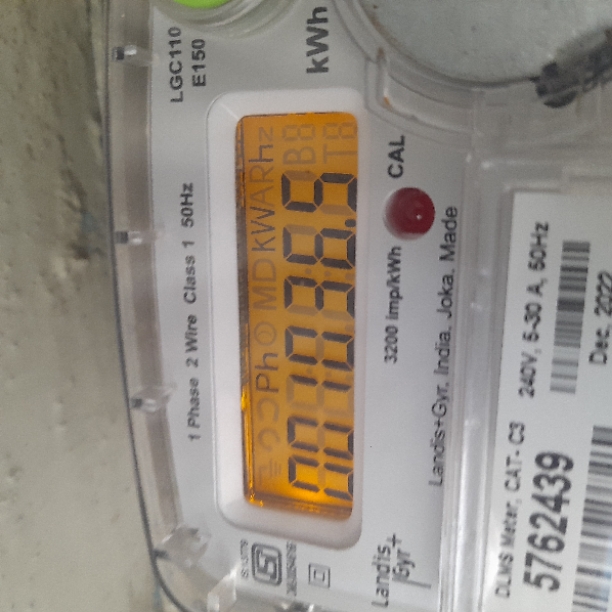 LGC110
E150
1 Phase 2 Wire Class 1 50Hz
kWh
Landis
Gyr+
3200 imp/kWh
CAL
Landis+Gyr, India, Joka, Made
DLMS Meter, CAT- C3 240V, 5-30 A, 50Hz
5762439
Dec, 2022